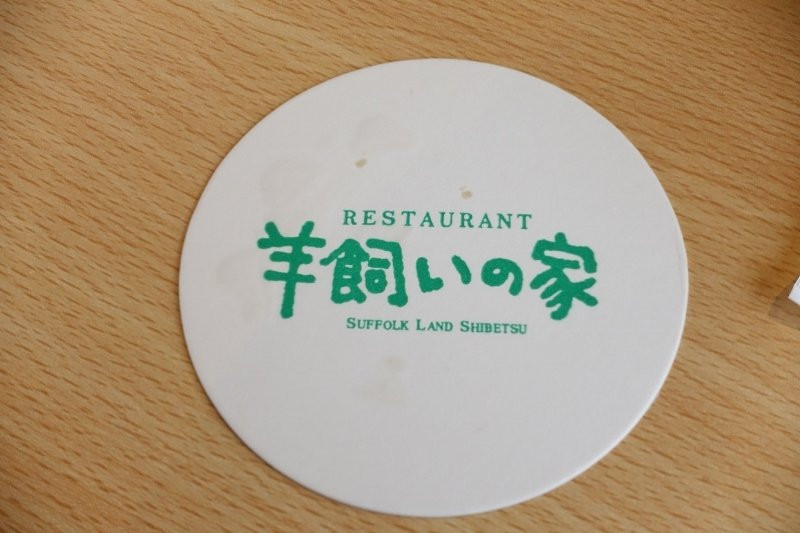 RESTAURANT
羊飼いの家
SUFFOLK LAND SHIBETSU